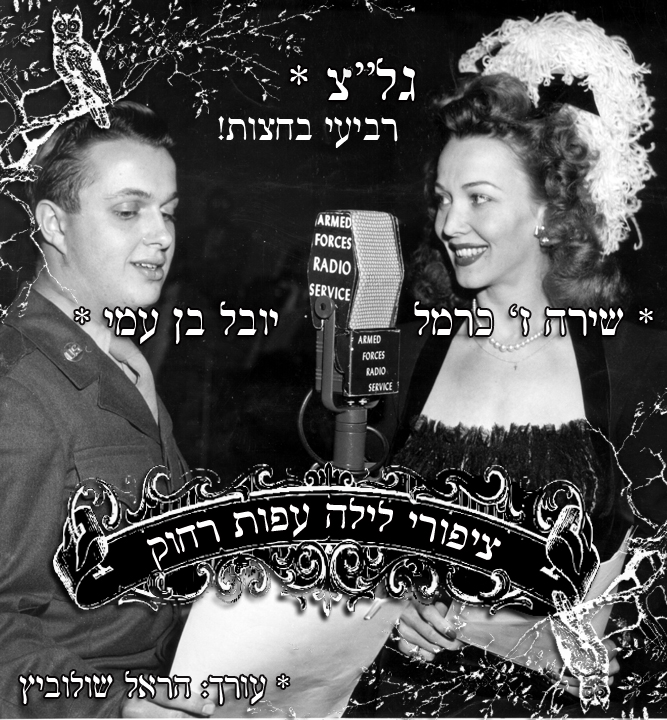 גל״צ *
רביעי בחצות!
ARMED
FORCES
RADIO
SERVICE
* שירה ז׳ כרמל
יובל בן עמי *
ARMED
FORCES
RADIO
SERVICE
ציפורי לילה עפות רחוק
* עורך: הראל שולוביץ